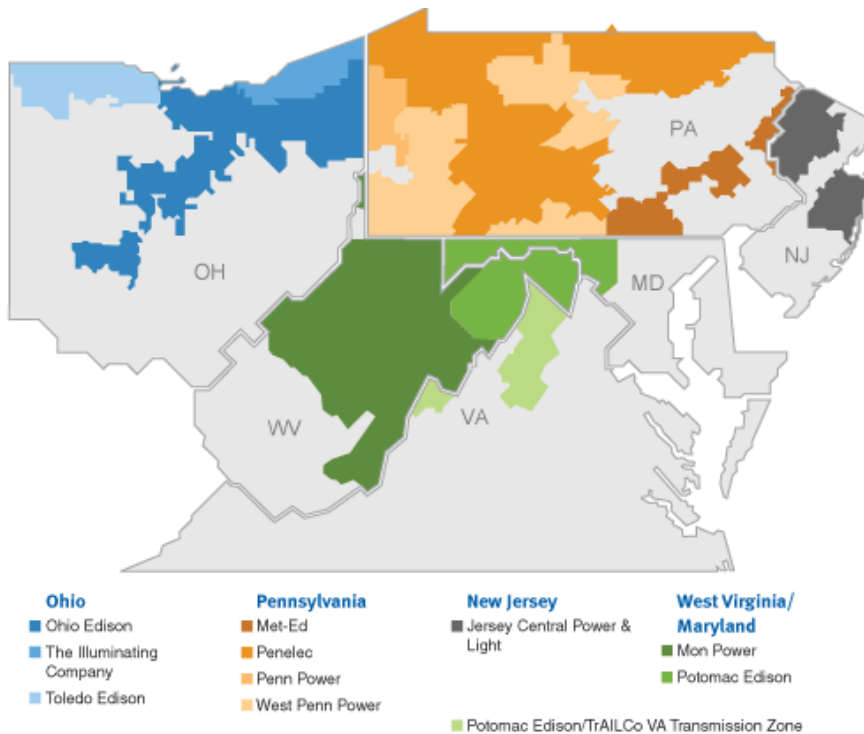 PA
NJ
OH
MD
WV
VA
Ohio
Ohio Edison
The Illuminating
Company
Toledo Edison
Pennsylvania
Met-Ed
Penelec
Penn Power
West Penn Power
New Jersey
Jersey Central Power &
Light
West Virginia/
Maryland
Mon Power
Potomac Edison
Potomac Edison/TrAILCo VA Transmission Zone